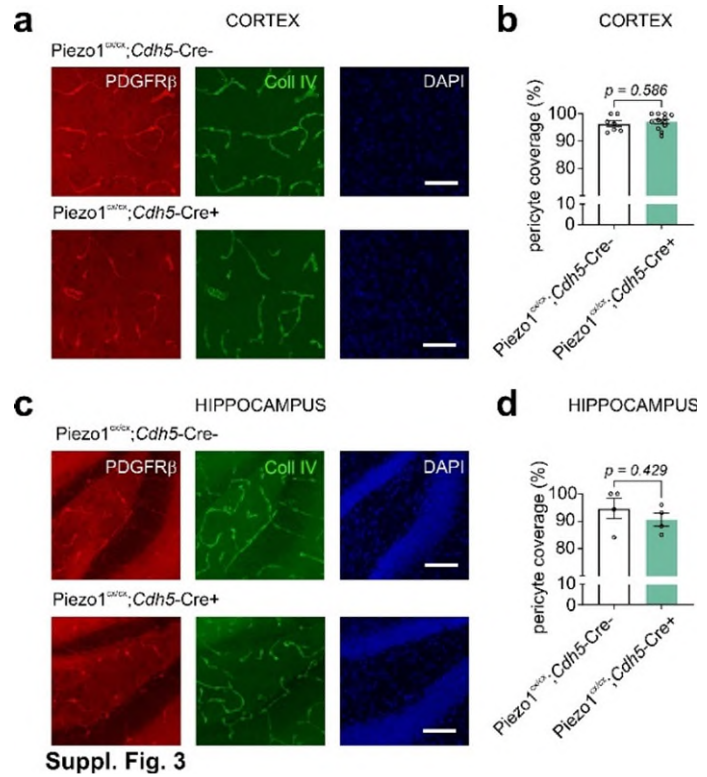 a
CORTEX
Piezo1cx/cx;Cdh5-Cre-
PDGFRβ
Coll IV
DAPI
Piezo1cx/cx;Cdh5-Cre+
b
CORTEX
p = 0.586
pericyte coverage (%)
100
90
10
0
Piezo1cx/cx;Cdh5-Cre-
Piezo1cx/cx;Cdh5-Cre+
c
HIPPOCAMPUS
Piezo1cx/cx;Cdh5-Cre-
PDGFRβ
Coll IV
DAPI
Piezo1cx/cx;Cdh5-Cre+
d
HIPPOCAMPUS
p = 0.429
pericyte coverage (%)
100
90
10
0
Piezo1cx/cx;Cdh5-Cre-
Piezo1cx/cx;Cdh5-Cre+
Suppl. Fig. 3